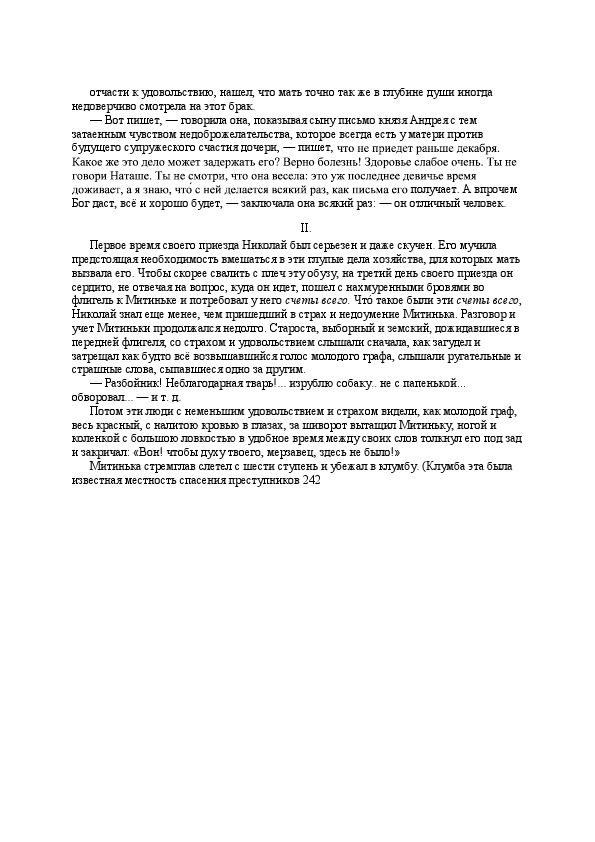 отчасти к удовольствию, нашел, что мать точно так же в глубине души иногда
недоверчиво смотрела на этот брак.
— Вот пишет, — говорила она, показывая сыну письмо князя Андрея с тем
затаенным чувством недоброжелательства, которое всегда есть у матери против
будущего супружеского счастия дочери, — пишет, что не приедет раньше декабря.
Какое же это дело может задержать его? Верно болезнь! Здоровье слабое очень. Ты не
говори Наташе. Ты не смотри, что она весела: это уж последнее девичье время
доживает, а я знаю, что́ с ней делается всякий раз, как письма его получает. А впрочем
Бог даст, всё и хорошо будет, — заключала она всякий раз: — он отличный человек.
II.
Первое время своего приезда Николай был серьезен и даже скучен. Его мучила
предстоящая необходимость вмешаться в эти глупые дела хозяйства, для которых мать
вызвала его. Чтобы скорее свалить с плеч эту обузу, на третий день своего приезда он
сердито, не отвечая на вопрос, куда он идет, пошел с нахмуренными бровями во
флигель к Митиньке и потребовал у него счеты всего. Что́ такое были эти счеты всего,
Николай знал еще менее, чем пришедший в страх и недоумение Митинька. Разговор и
учет Митиньки продолжался недолго. Староста, выборный и земский, дожидавшиеся в
передней флигеля, со страхом и удовольствием слышали сначала, как загудел и
затрещал как будто всё возвышавшийся голос молодого графа, слышали ругательные и
страшные слова, сыпавшиеся одно за другим.
— Разбойник! Неблагодарная тварь!... изрублю собаку.. не с папенькой...
обворовал... — и т. д.
Потом эти люди с неменьшим удовольствием и страхом видели, как молодой граф,
весь красный, с налитою кровью в глазах, за шиворот вытащил Митиньку, ногой и
коленкой с большою ловкостью в удобное время между своих слов толкнул его под зад
и закричал: «Вон! чтобы духу твоего, мерзавец, здесь не было!»
Митинька стремглав слетел с шести ступень и убежал в клумбу. (Клумба эта была
известная местность спасения преступников 242